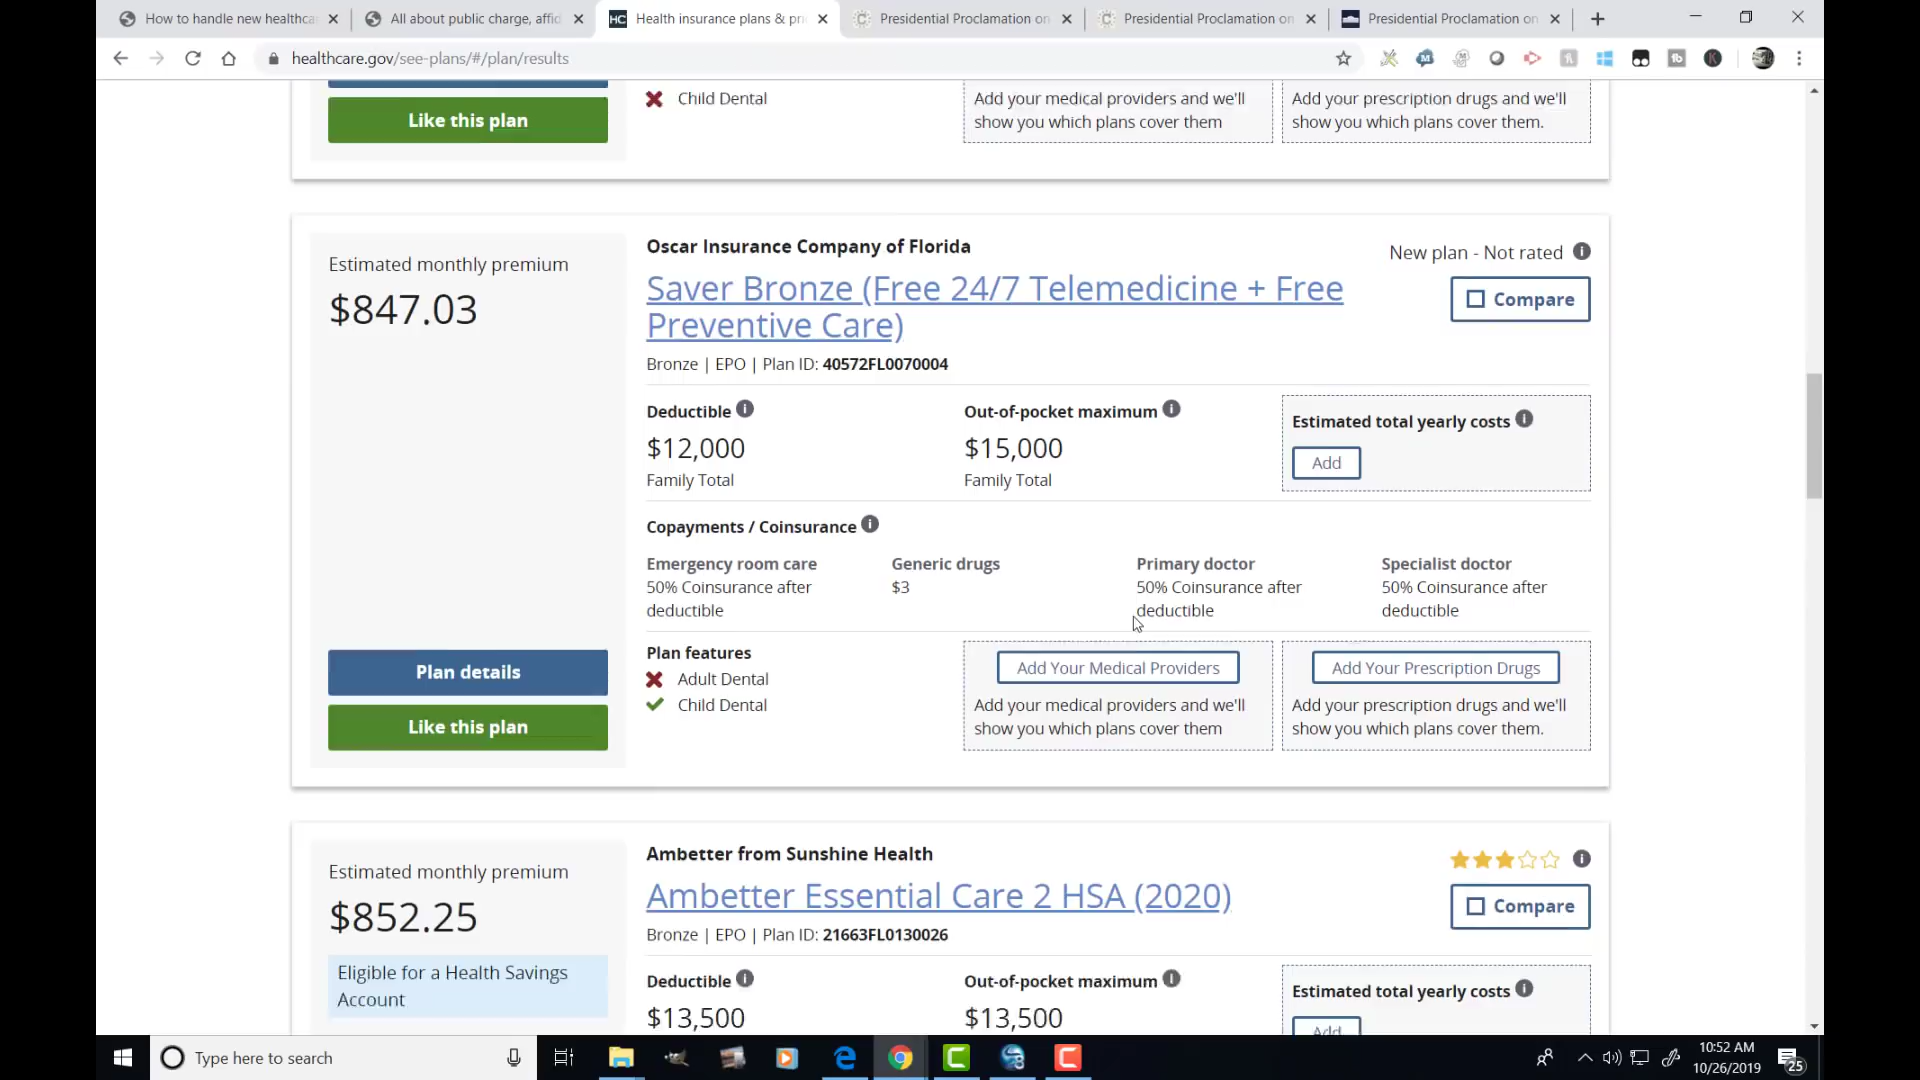 How to handle new healthca
All about public charge, affid
HC Health insurance plans & pri
Presidential Proclamation on
Presidential Proclamation on
Presidential Proclamation on
healthcare.gov/see-plans/#/plan/results
Like this plan
Child Dental
Add your medical providers and we'll
show you which plans cover them
Add your prescription drugs and we'll
show you which plans cover them.
Estimated monthly premium
$847.03
Oscar Insurance Company of Florida
New plan - Not rated
Saver Bronze (Free 24/7 Telemedicine + Free
Preventive Care)
Compare
Bronze | EPO | Plan ID: 40572FL0070004
Deductible
$12,000
Family Total
Out-of-pocket maximum
$15,000
Family Total
Estimated total yearly costs
Add
Copayments / Coinsurance
Emergency room care
50% Coinsurance after
deductible
Generic drugs
$3
Primary doctor
50% Coinsurance after
deductible
Specialist doctor
50% Coinsurance after
deductible
Plan details
Like this plan
Plan features
Adult Dental
Child Dental
Add Your Medical Providers
Add your medical providers and we'll
show you which plans cover them
Add Your Prescription Drugs
Add your prescription drugs and we'll
show you which plans cover them.
Estimated monthly premium
$852.25
Eligible for a Health Savings
Account
Ambetter from Sunshine Health
Ambetter Essential Care 2 HSA (2020)
Compare
Bronze | EPO | Plan ID: 21663FL0130026
Deductible
$13,500
Out-of-pocket maximum
$13,500
Estimated total yearly costs
Add
Type here to search
10:52 AM
10/26/2019
25